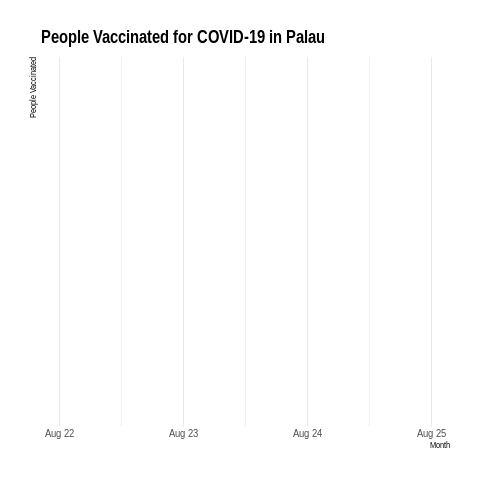 People Vaccinated for COVID-19 in Palau
People Vaccinated
Aug 22
Aug 23
Aug 24
Aug 25
Month